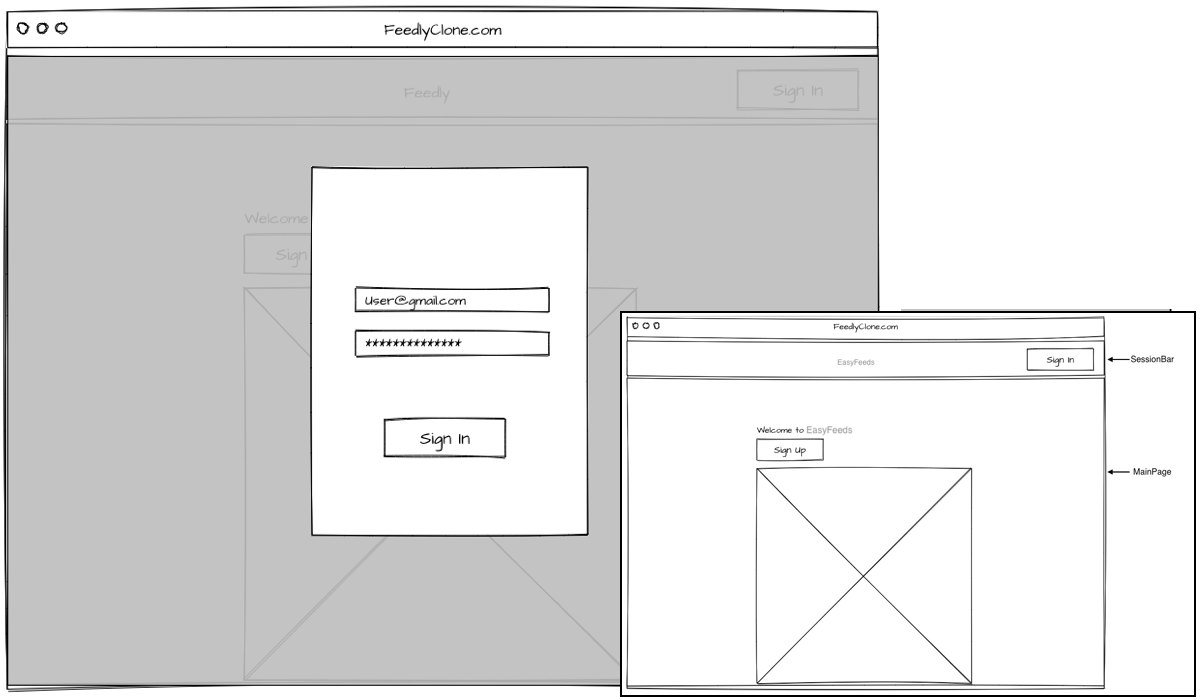 FeedlyClone.com
Feedly
Sign In
Welcome
Sign
User@gmail.com
**************
Sign In
FeedlyClone.com
EasyFeeds
Sign In
SessionBar
Welcome to EasyFeeds
Sign Up
MainPage